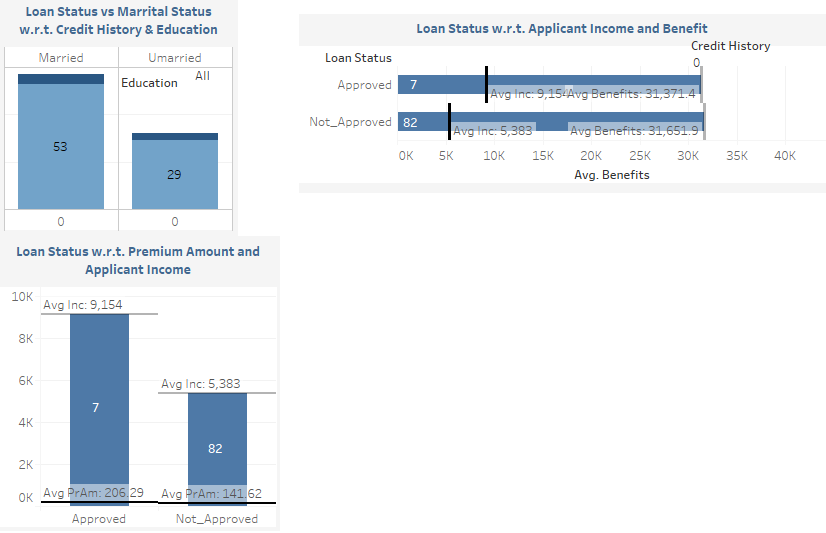 Loan Status vs Marrital Status
w.r.t. Credit History & Education
Married
Umarried
Education
All
53
29
0
0
Loan Status w.r.t. Applicant Income and Benefit
Credit History
0
Loan Status
Approved
7
Avg Inc: 9,154
Avg Benefits: 31,371.4
Not_Approved
82
Avg Inc: 5,383
Avg Benefits: 31,651.9
0K 5K 10K 15K 20K 25K 30K 35K 40K
Avg. Benefits
Loan Status w.r.t. Premium Amount and
Applicant Income
10K
8K
6K
4K
2K
0K
Avg Inc: 9,154
Avg Inc: 5,383
7
82
Avg PrAm: 206.29
Avg PrAm: 141.62
Approved
Not_Approved